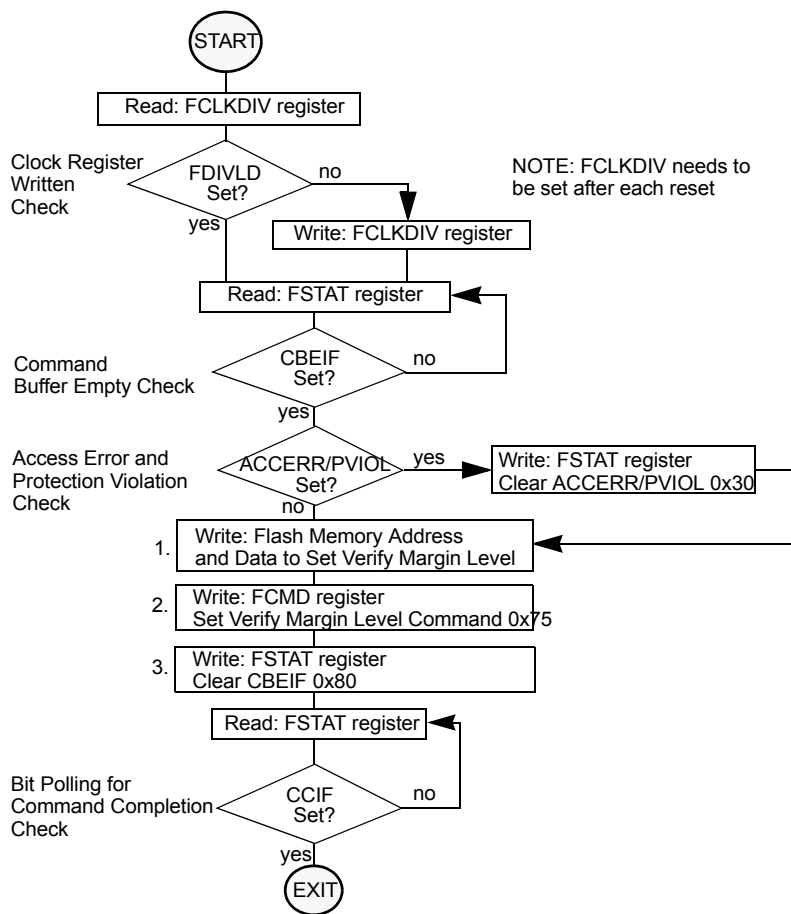 START
Read: FCLKDIV register
Clock Register
Written
Check
FDIVLD
Set?
no
yes
NOTE: FCLKDIV needs to
be set after each reset
Write: FCLKDIV register
Read: FSTAT register
Command
Buffer Empty Check
CBEIF
Set?
no
yes
Access Error and
Protection Violation
Check
ACCERR/PVIOL
Set?
yes
no
Write: FSTAT register
Clear ACCERR/PVIOL 0x30
1.
Write: Flash Memory Address
and Data to Set Verify Margin Level
2.
Write: FCMD register
Set Verify Margin Level Command 0x75
3.
Write: FSTAT register
Clear CBEIF 0x80
Read: FSTAT register
Bit Polling for
Command Completion
Check
CCIF
Set?
no
yes
EXIT